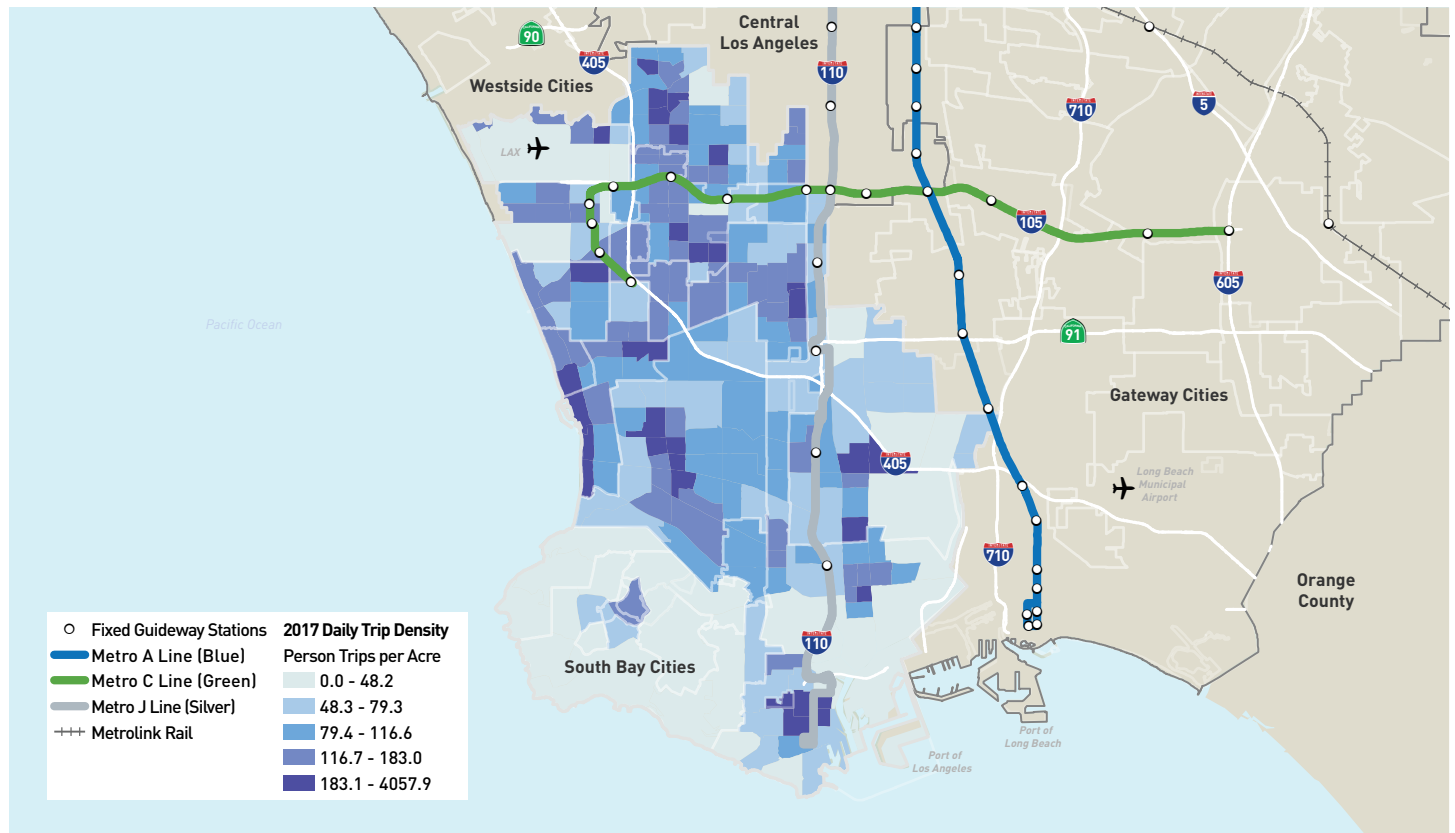 Central
Los Angeles
90
405
Westside Cities
110
710
5
LAX
105
605
Pacific Ocean
91
Gateway Cities
405
Long Beach
Municipal
Airport
710
Orange
County
110
South Bay Cities
Port of
Long Beach
Port of
Los Angeles
Fixed Guideway Stations
Metro A Line (Blue)
Metro C Line (Green)
Metro J Line (Silver)
Metrolink Rail
2017 Daily Trip Density
Person Trips per Acre
0.0 - 48.2
48.3 - 79.3
79.4 - 116.6
116.7 - 183.0
183.1 - 4057.9